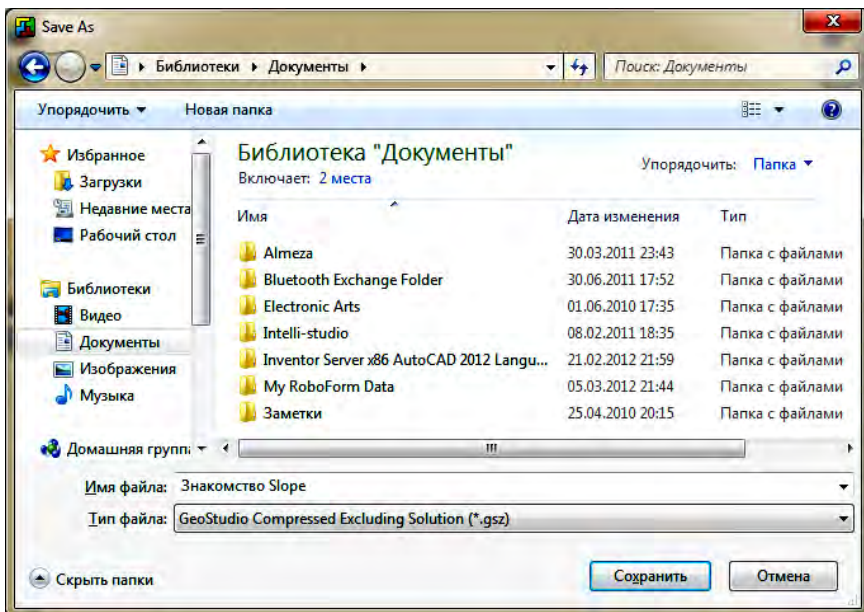 Save As
Библиотеки Документы
Поиск: Документы
Упорядочить Новая папка
Избранное
Загрузки
Недавние места
Рабочий стол
Библиотеки
Видео
Документы
Изображения
Музыка
Домашняя групп
Библиотека "Документы"
Включает: 2 места
Упорядочить: Папка
Имя Дата изменения Тип
Almeza 30.03.2011 23:43 Папка с файлами
Bluetooth Exchange Folder 30.06.2011 17:52 Папка с файлами
Electronic Arts 01.06.2010 17:35 Папка с файлами
Intelli-studio 08.02.2011 18:35 Папка с файлами
Inventor Server x86 AutoCAD 2012 Langu... 21.02.2012 21:59 Папка с файлами
My RoboForm Data 05.03.2012 21:44 Папка с файлами
Заметки 25.04.2010 20:15 Папка с файлами
Имя файла: Знакомство Slope
Тип файла: GeoStudio Compressed Excluding Solution (*.gsz)
Скрыть папки
Сохранить Отмена